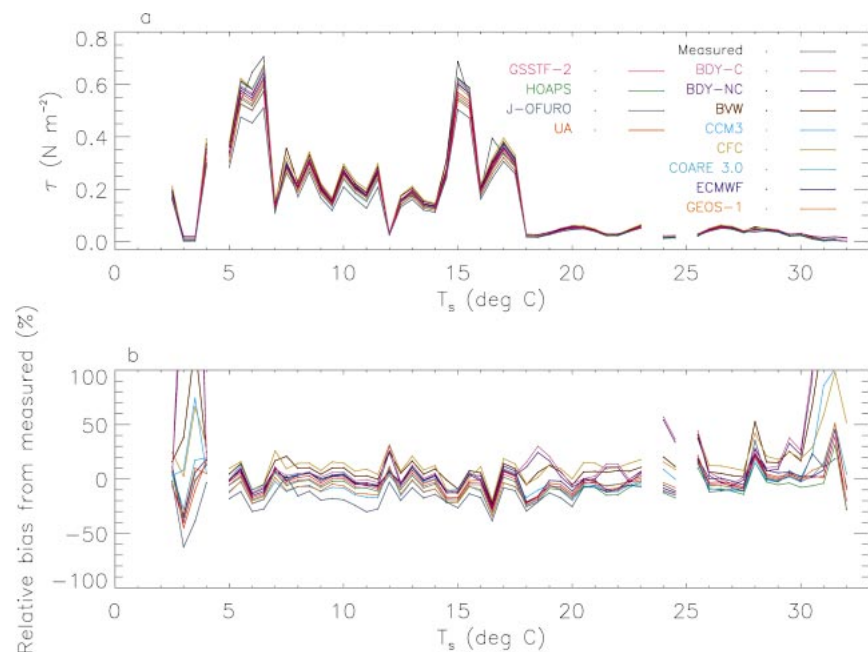 a
0.8
0.6
0.4
0.2
0.0
τ (N m⁻²)
Measured
GSSTF-2 BDY-C
HOAPS BDY-NC
J-OFURO BVW
UA CCM3
CFC
COARE 3.0
ECMWF
GEOS-1
0 5 10 15 20 25 30
T_s (deg C)
b
100
50
0
-50
-100
Relative bias from measured (%)
0 5 10 15 20 25 30
T_s (deg C)